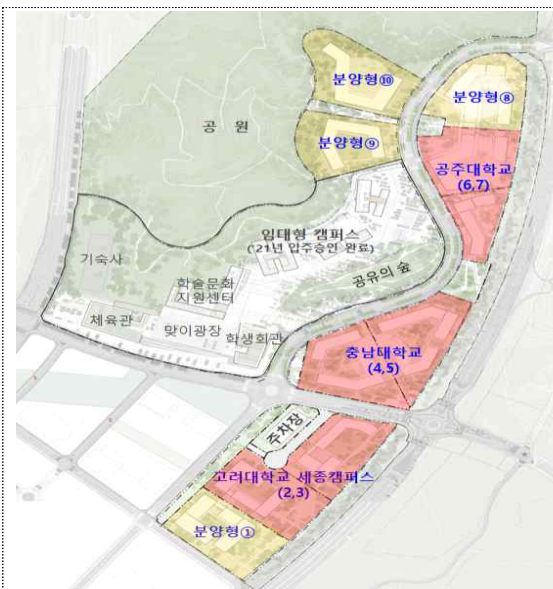 분양형⑩
분양형⑧
공 원
분양형⑨
공주대학교
(6,7)
임대형 캠퍼스
('21년 입주승인 완료)
기숙사
공유의 숲
학술문화
지원센터
체육관
맞이광장
학생회관
충남대학교
(4,5)
주차장
고려대학교 세종캠퍼스
(2,3)
분양형①